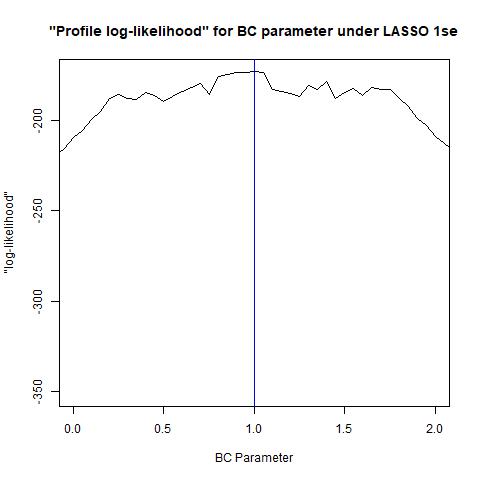 "Profile log-likelihood" for BC parameter under LASSO 1se
"log-likelihood"
-200
-250
-300
-350
0.0 0.5 1.0 1.5 2.0
BC Parameter